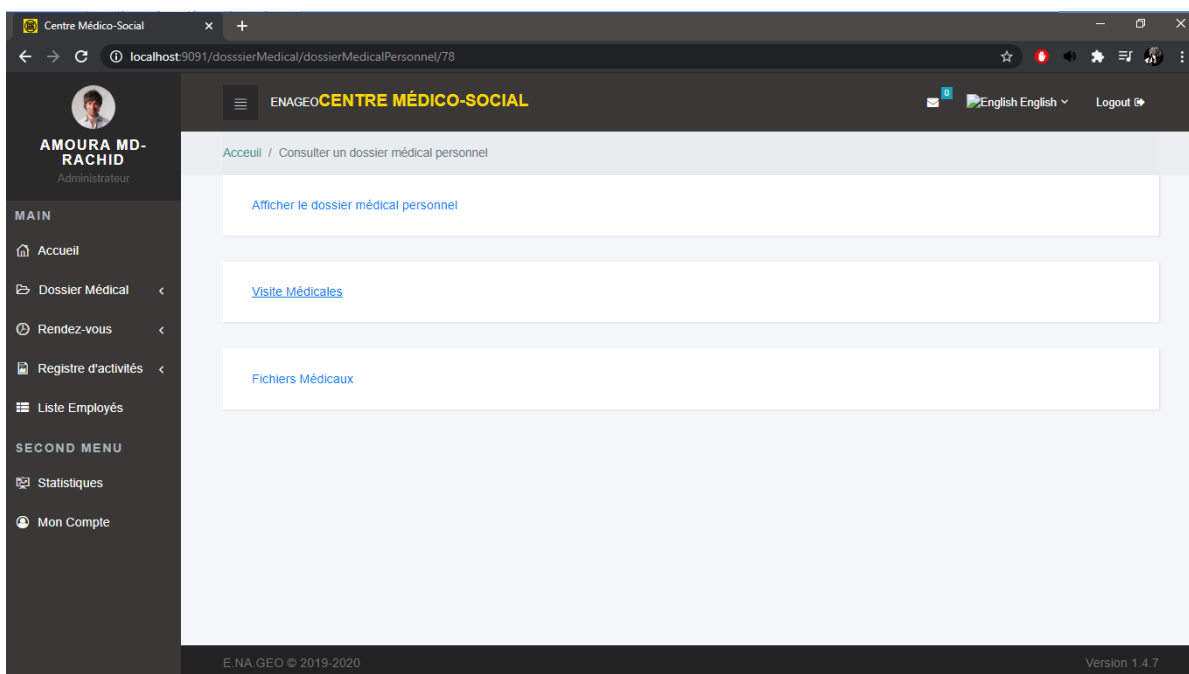 Centre Médico-Social
localhost:9091/dosssierMedical/dossierMedicalPersonnel/78
AMOURA MD-
RACHID
Administrateur
MAIN
Accueil
Dossier Médical
Rendez-vous
Registre d'activités
Liste Employés
SECOND MENU
Statistiques
Mon Compte
ENAGEOCENTRE MÉDICO-SOCIAL
0
English English
Logout
Acceuil / Consulter un dossier médical personnel
Afficher le dossier médical personnel
Visite Médicales
Fichiers Médicaux
E.NA.GEO © 2019-2020
Version 1.4.7